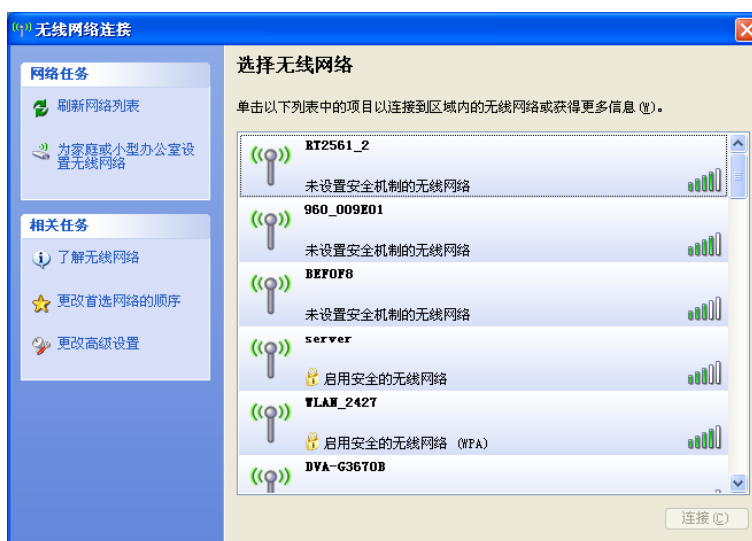 无线网络连接
网络任务
刷新网络列表
为家庭或小型办公室设
置无线网络
相关任务
了解无线网络
更改首选网络的顺序
更改高级设置
选择无线网络
单击以下列表中的项目以连接到区域内的无线网络或获得更多信息(W)。
RT2561_2
未设置安全机制的无线网络
960_009E01
未设置安全机制的无线网络
BEF0F8
未设置安全机制的无线网络
server
启用安全的无线网络
WLAN_2427
启用安全的无线网络 (WPA)
DVA-G3670B
连接(C)